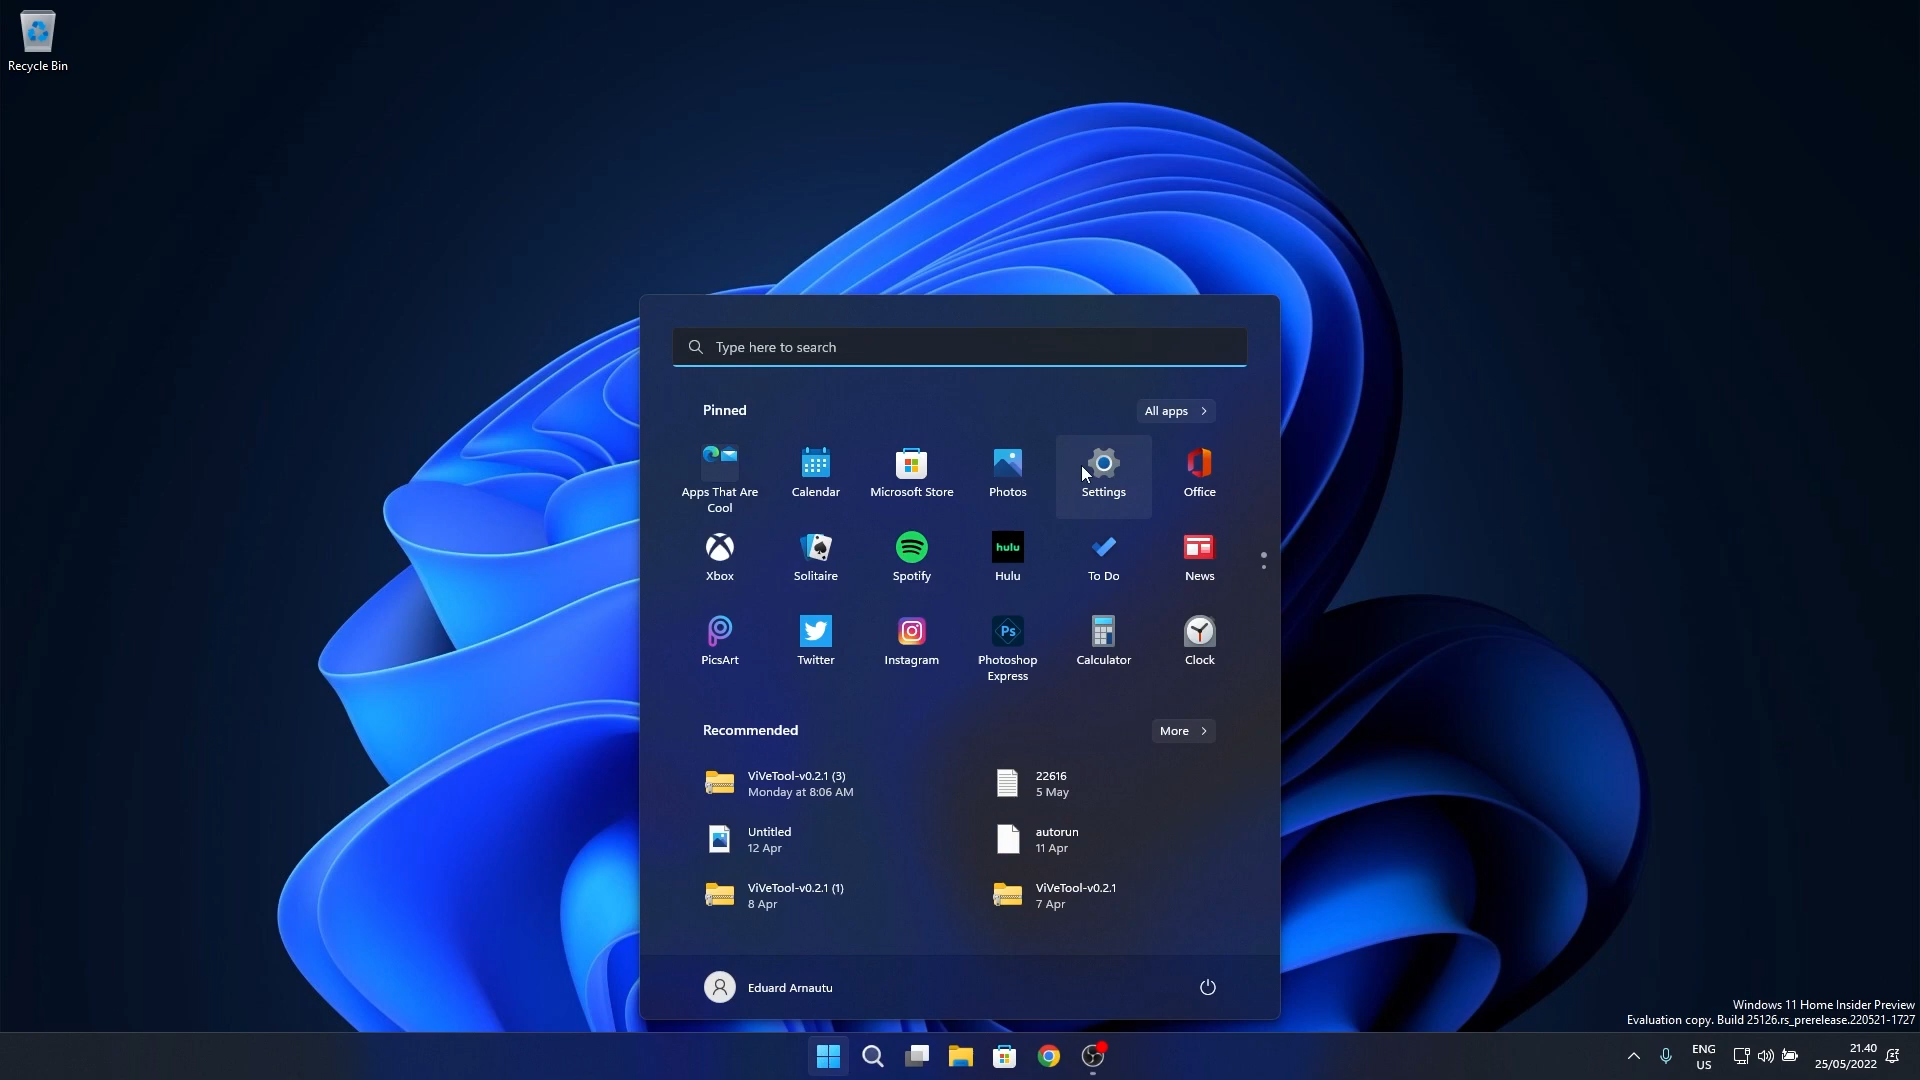 Recycle Bin
Type here to search
Pinned
All apps
Apps That Are
Cool
Calendar
Microsoft Store
Photos
Settings
Office
Xbox
Solitaire
Spotify
hulu
Hulu
To Do
News
PicsArt
Twitter
Instagram
Ps
Photoshop
Express
Calculator
Clock
Recommended
More
ViVeTool-v0.2.1 (3)
Monday at 8:06 AM
22616
5 May
Untitled
12 Apr
autorun
11 Apr
ViVeTool-v0.2.1 (1)
8 Apr
ViVeTool-v0.2.1
7 Apr
Eduard Arnautu
Windows 11 Home Insider Preview
Evaluation copy. Build 25126.rs_prerelease.220521-1727
ENG
US
21.40
25/05/2022